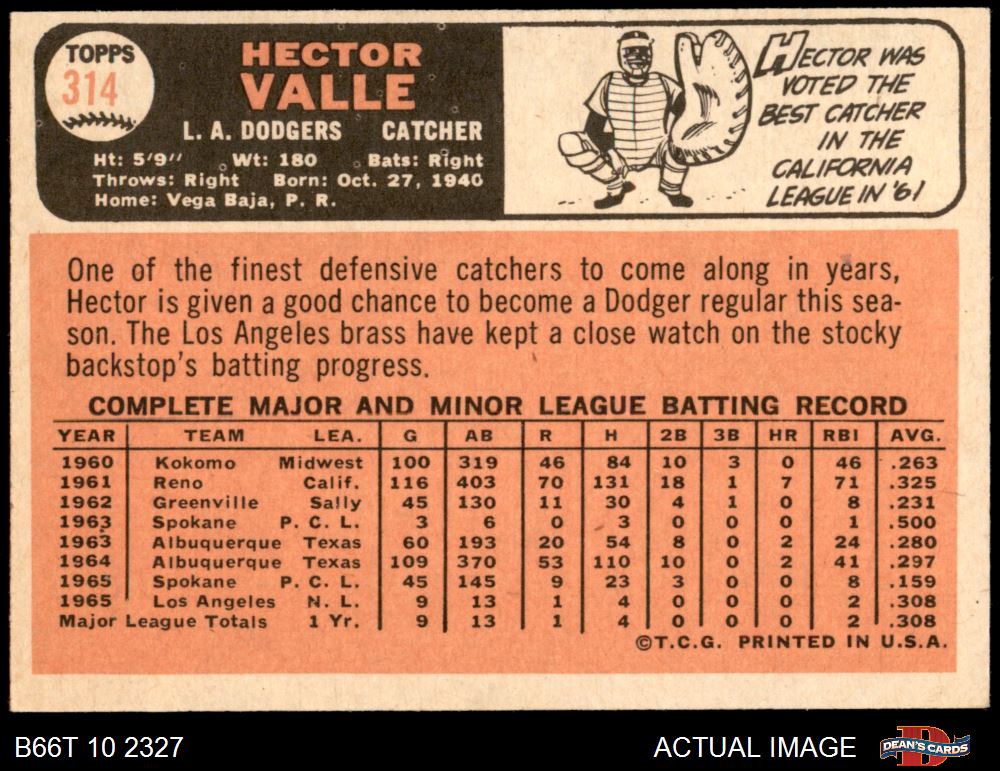 TOPPS
314
HECTOR
VALLE
L. A. DODGERS CATCHER
Ht: 5'9" Wt: 180 Bats: Right
Throws: Right Born: Oct. 27, 1940
Home: Vega Baja, P. R.
HECTOR WAS
VOTED THE
BEST CATCHER
IN THE
CALIFORNIA
LEAGUE IN '61
One of the finest defensive catchers to come along in years,
Hector is given a good chance to become a Dodger regular this sea-
son. The Los Angeles brass have kept a close watch on the stocky
backstop's batting progress.
COMPLETE MAJOR AND MINOR LEAGUE BATTING RECORD
YEAR TEAM LEA. G AB R H 2B 3B HR RBI AVG.
1960 Kokomo Midwest 100 319 46 84 10 3 0 46 .263
1961 Reno Calif. 116 403 70 131 18 1 7 71 .325
1962 Greenville Sally 45 130 11 30 4 1 0 8 .231
1963 Spokane P. C. L. 3 6 0 3 0 0 0 1 .500
1963 Albuquerque Texas 60 193 20 54 8 0 2 24 .280
1964 Albuquerque Texas 109 370 53 110 10 0 2 41 .297
1965 Spokane P. C. L. 45 145 9 23 3 0 0 8 .159
1965 Los Angeles N. L. 9 13 1 4 0 0 0 2 .308
Major League Totals 1 Yr. 9 13 1 4 0 0 0 2 .308
©T.C.G. PRINTED IN U.S.A.
B66T 10 2327 ACTUAL IMAGE DEAN'S CARDS